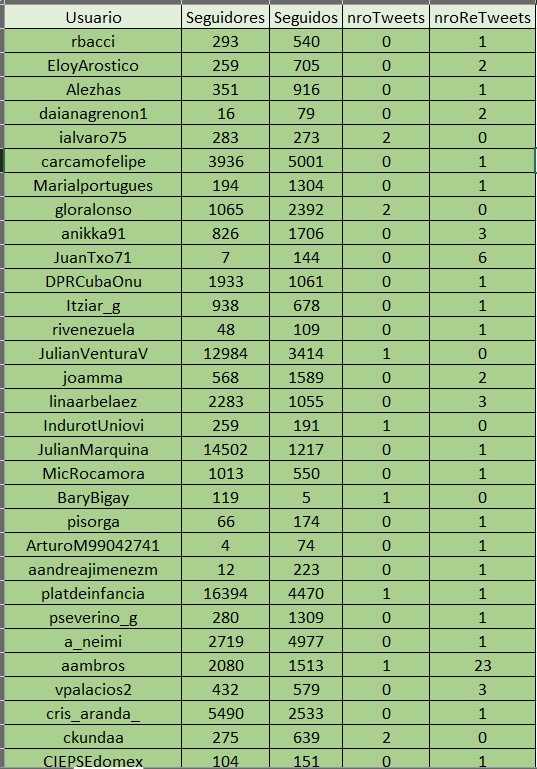 Usuario Seguidores Seguidos nroTweets nroReTweets
rbacci 293 540 0 1
EloyArostico 259 705 0 2
Alezhas 351 916 0 1
daianagrenon1 16 79 0 2
ialvaro75 283 273 2 0
carcamofelipe 3936 5001 0 1
Marialportugues 194 1304 0 1
gloralonso 1065 2392 2 0
anikka91 826 1706 0 3
JuanTxo71 7 144 0 6
DPRCubaOnu 1933 1061 0 1
Itziar_g 938 678 0 1
rivenezuela 48 109 0 1
JulianVenturaV 12984 3414 1 0
joamma 568 1589 0 2
linaarbelaez 2283 1055 0 3
IndurotUniovi 259 191 1 0
JulianMarquina 14502 1217 0 1
MicRocamora 1013 550 0 1
BaryBigay 119 5 1 0
pisorga 66 174 0 1
ArturoM99042741 4 74 0 1
aandreajimenezm 12 223 0 1
platdeinfancia 16394 4470 1 1
pseverino_g 280 1309 0 1
a_neimi 2719 4977 0 1
aambros 2080 1513 1 23
vpalacios2 432 579 0 3
cris_aranda_ 5490 2533 0 1
ckundaa 275 639 2 0
CIEPSEdomex 104 151 0 1